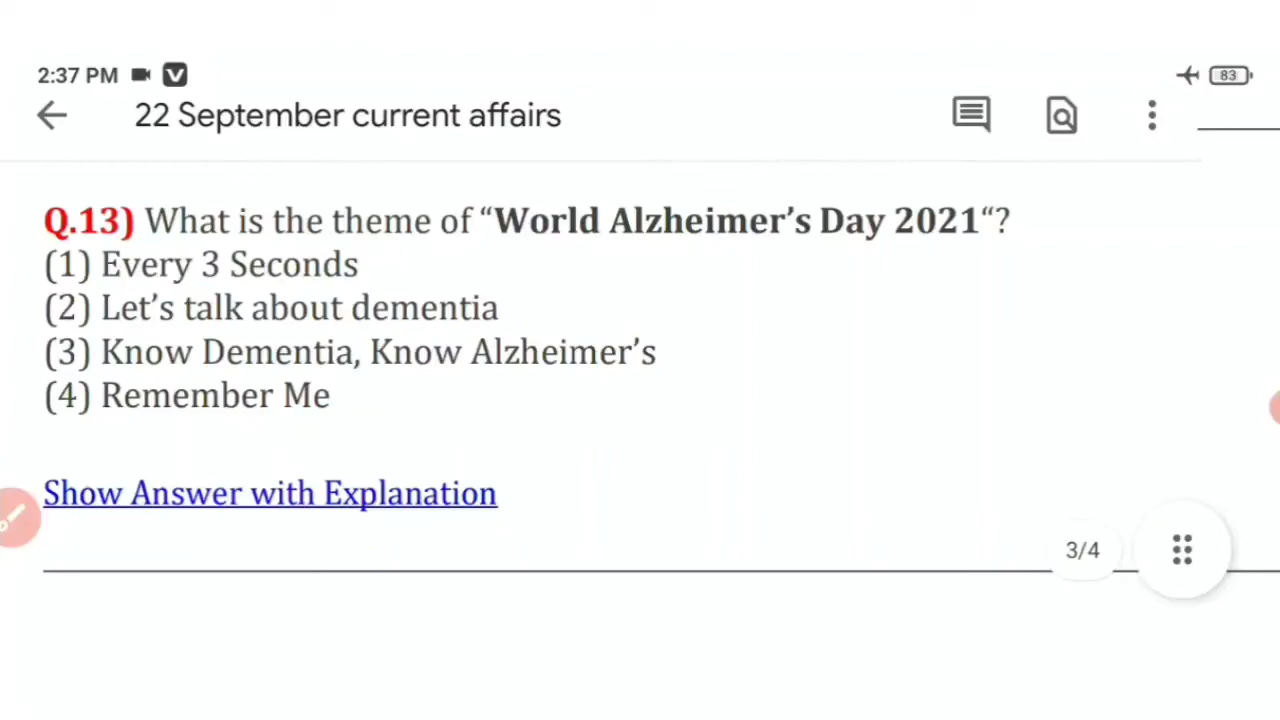 2:37 PM
83
22 September current affairs
Q.13) What is the theme of “World Alzheimer’s Day 2021“?
(1) Every 3 Seconds
(2) Let’s talk about dementia
(3) Know Dementia, Know Alzheimer’s
(4) Remember Me
Show Answer with Explanation
3/4